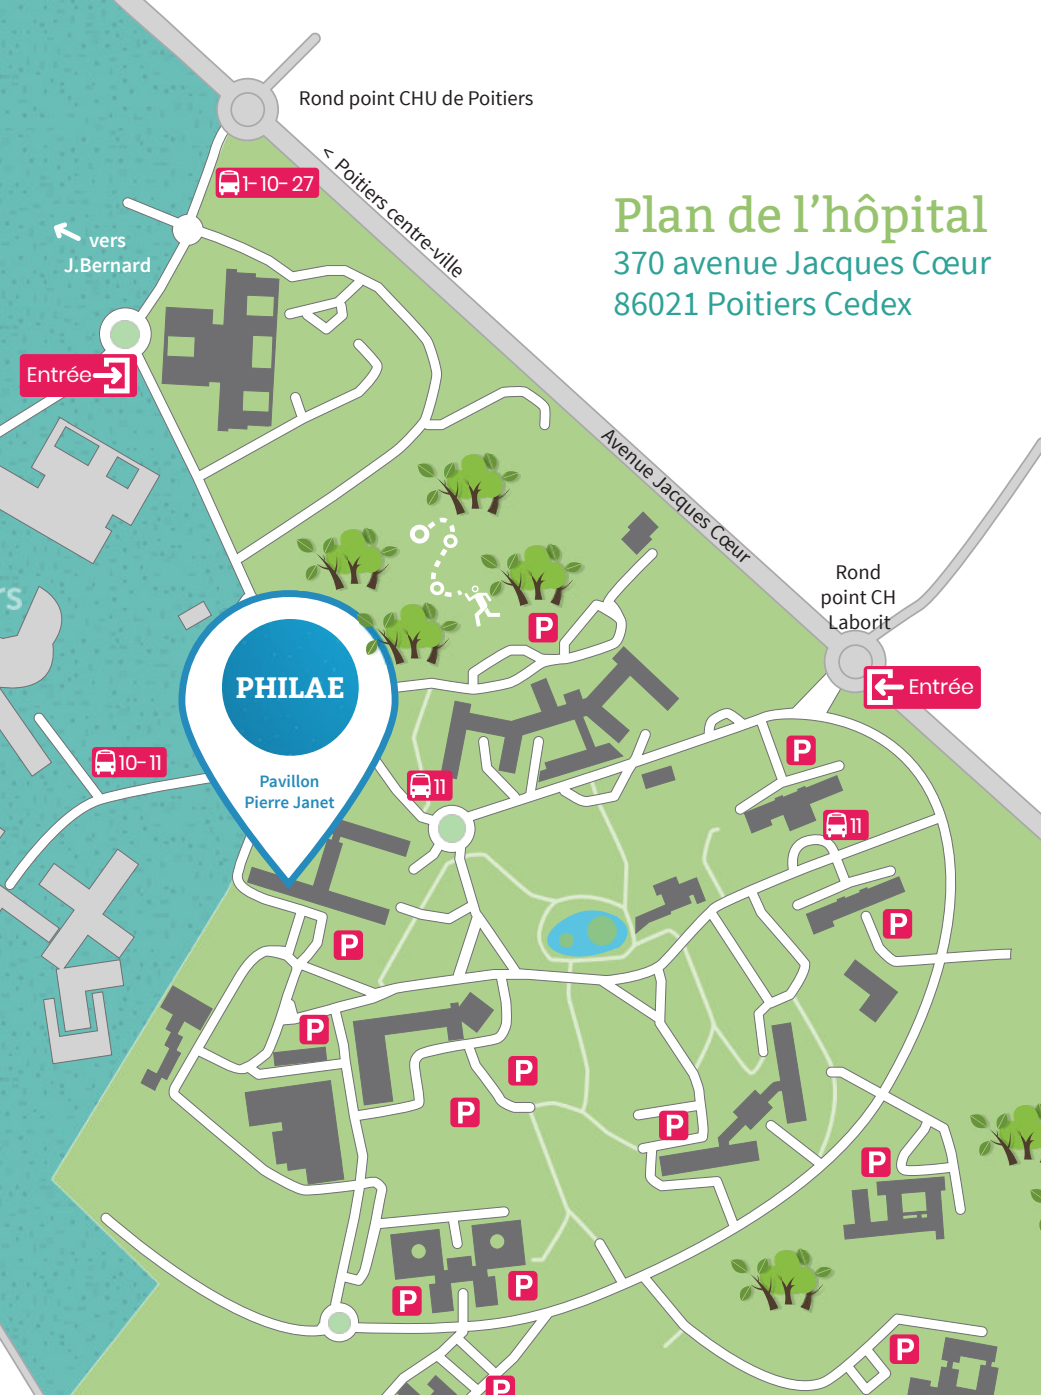 Rond point CHU de Poitiers
1-10-27
< Poitiers centre-ville
Plan de l'hôpital
370 avenue Jacques Cœur
86021 Poitiers Cedex
vers
J.Bernard
Entrée
Avenue Jacques Cœur
Rond
point CH
Laborit
rs
P
Entrée
PHILAE
Pavillon
Pierre Janet
10-11
11
P
11
P
P
P
P
P
P
P
P
P
P
P